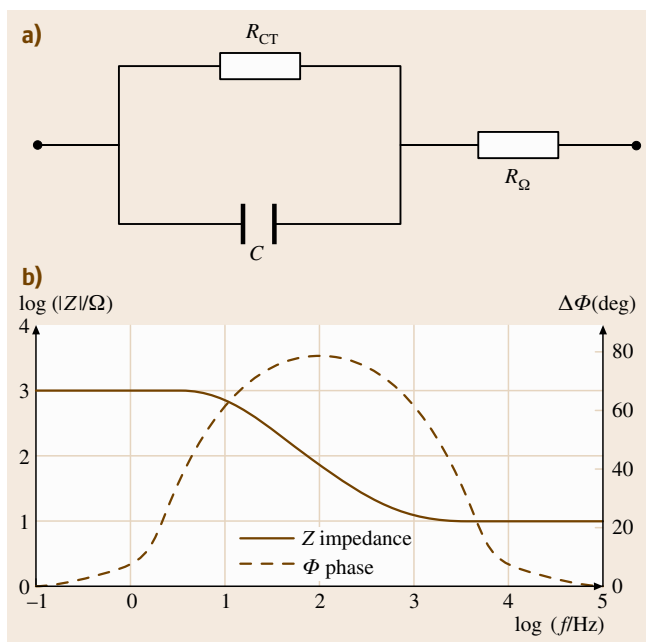 a)
R_CT
R_Ω
C
b)
log (|Z|/Ω) ΔΦ(deg)
4
3
2
1
0
80
60
40
20
0
Z impedance
Φ phase
−1 0 1 2 3 4 5
log (f/Hz)